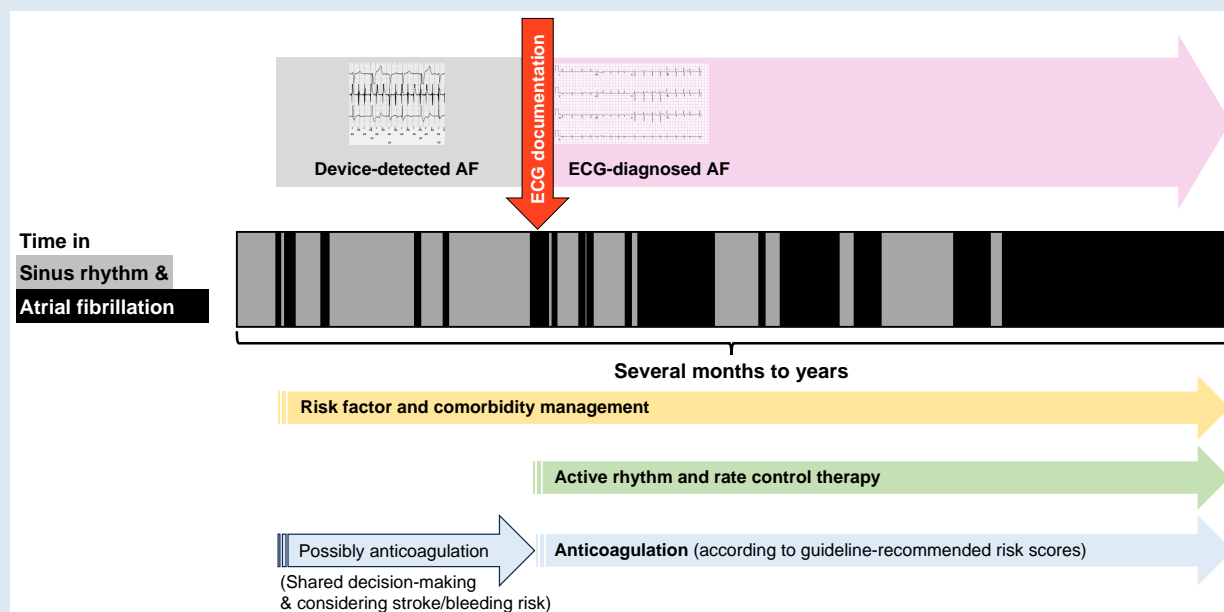 ECG documentation
Device-detected AF
ECG-diagnosed AF
Time in
Sinus rhythm &
Atrial fibrillation
Several months to years
Risk factor and comorbidity management
Active rhythm and rate control therapy
Possibly anticoagulation
Anticoagulation (according to guideline-recommended risk scores)
(Shared decision-making
& considering stroke/bleeding risk)